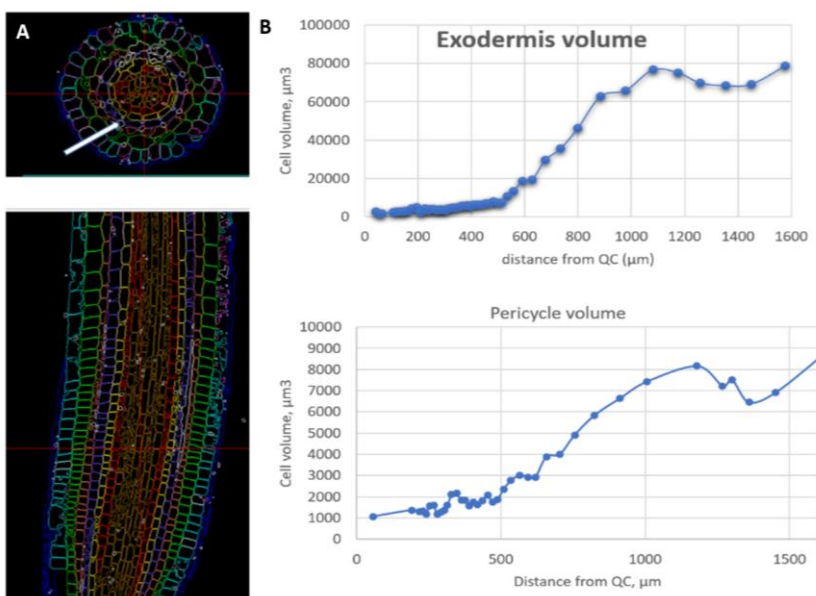 A
B
Exodermis volume
Cell volume, µm3
100000
80000
60000
40000
20000
0
0 200 400 600 800 1000 1200 1400 1600
distance from QC (µm)
Pericycle volume
Cell volume, µm3
10000
9000
8000
7000
6000
5000
4000
3000
2000
1000
0
0 500 1000 1500
Distance from QC, µm